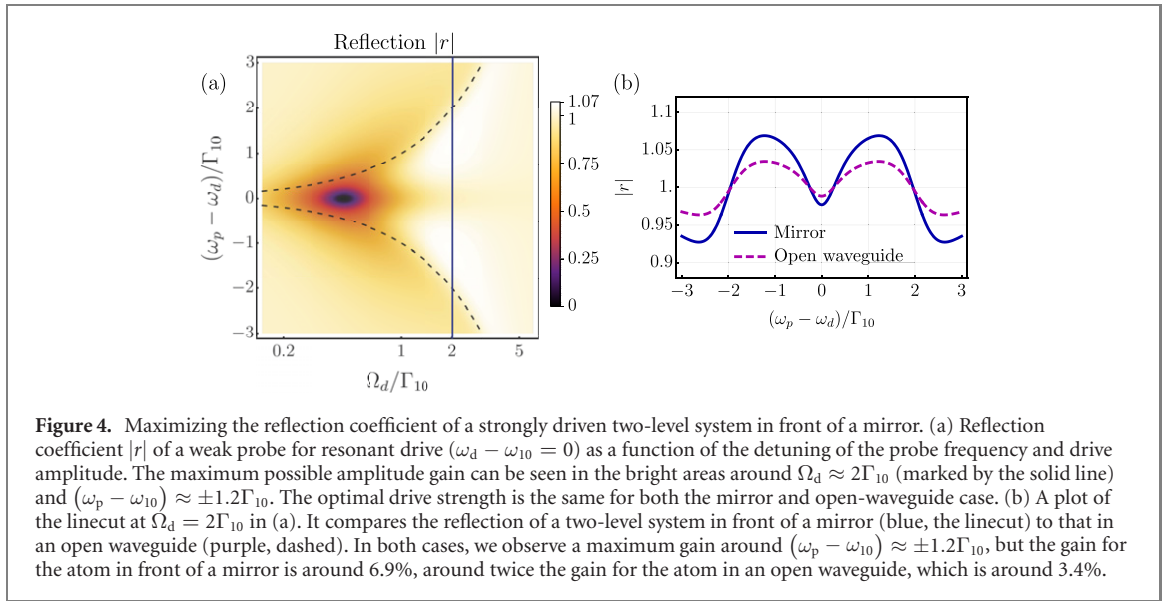 Reflection |r|
(a)
3
2
1
0
−1
−2
−3
(ω_p − ω_d)/Γ_10
0.2
1
2
5
Ω_d/Γ_10
1.07
1
0.75
0.5
0.25
0
(b)
1.1
1.05
1
0.95
0.9
|r|
Mirror
Open waveguide
−3
−2
−1
0
1
2
3
(ω_p − ω_d)/Γ_10
Figure 4. Maximizing the reflection coefficient of a strongly driven two-level system in front of a mirror. (a) Reflection
coefficient |r| of a weak probe for resonant drive (ω_d − ω_10 = 0) as a function of the detuning of the probe frequency and drive
amplitude. The maximum possible amplitude gain can be seen in the bright areas around Ω_d ≈ 2Γ_10 (marked by the solid line)
and (ω_p − ω_10) ≈ ±1.2Γ_10. The optimal drive strength is the same for both the mirror and open-waveguide case. (b) A plot of
the linecut at Ω_d = 2Γ_10 in (a). It compares the reflection of a two-level system in front of a mirror (blue, the linecut) to that in
an open waveguide (purple, dashed). In both cases, we observe a maximum gain around (ω_p − ω_10) ≈ ±1.2Γ_10, but the gain for
the atom in front of a mirror is around 6.9%, around twice the gain for the atom in an open waveguide, which is around 3.4%.